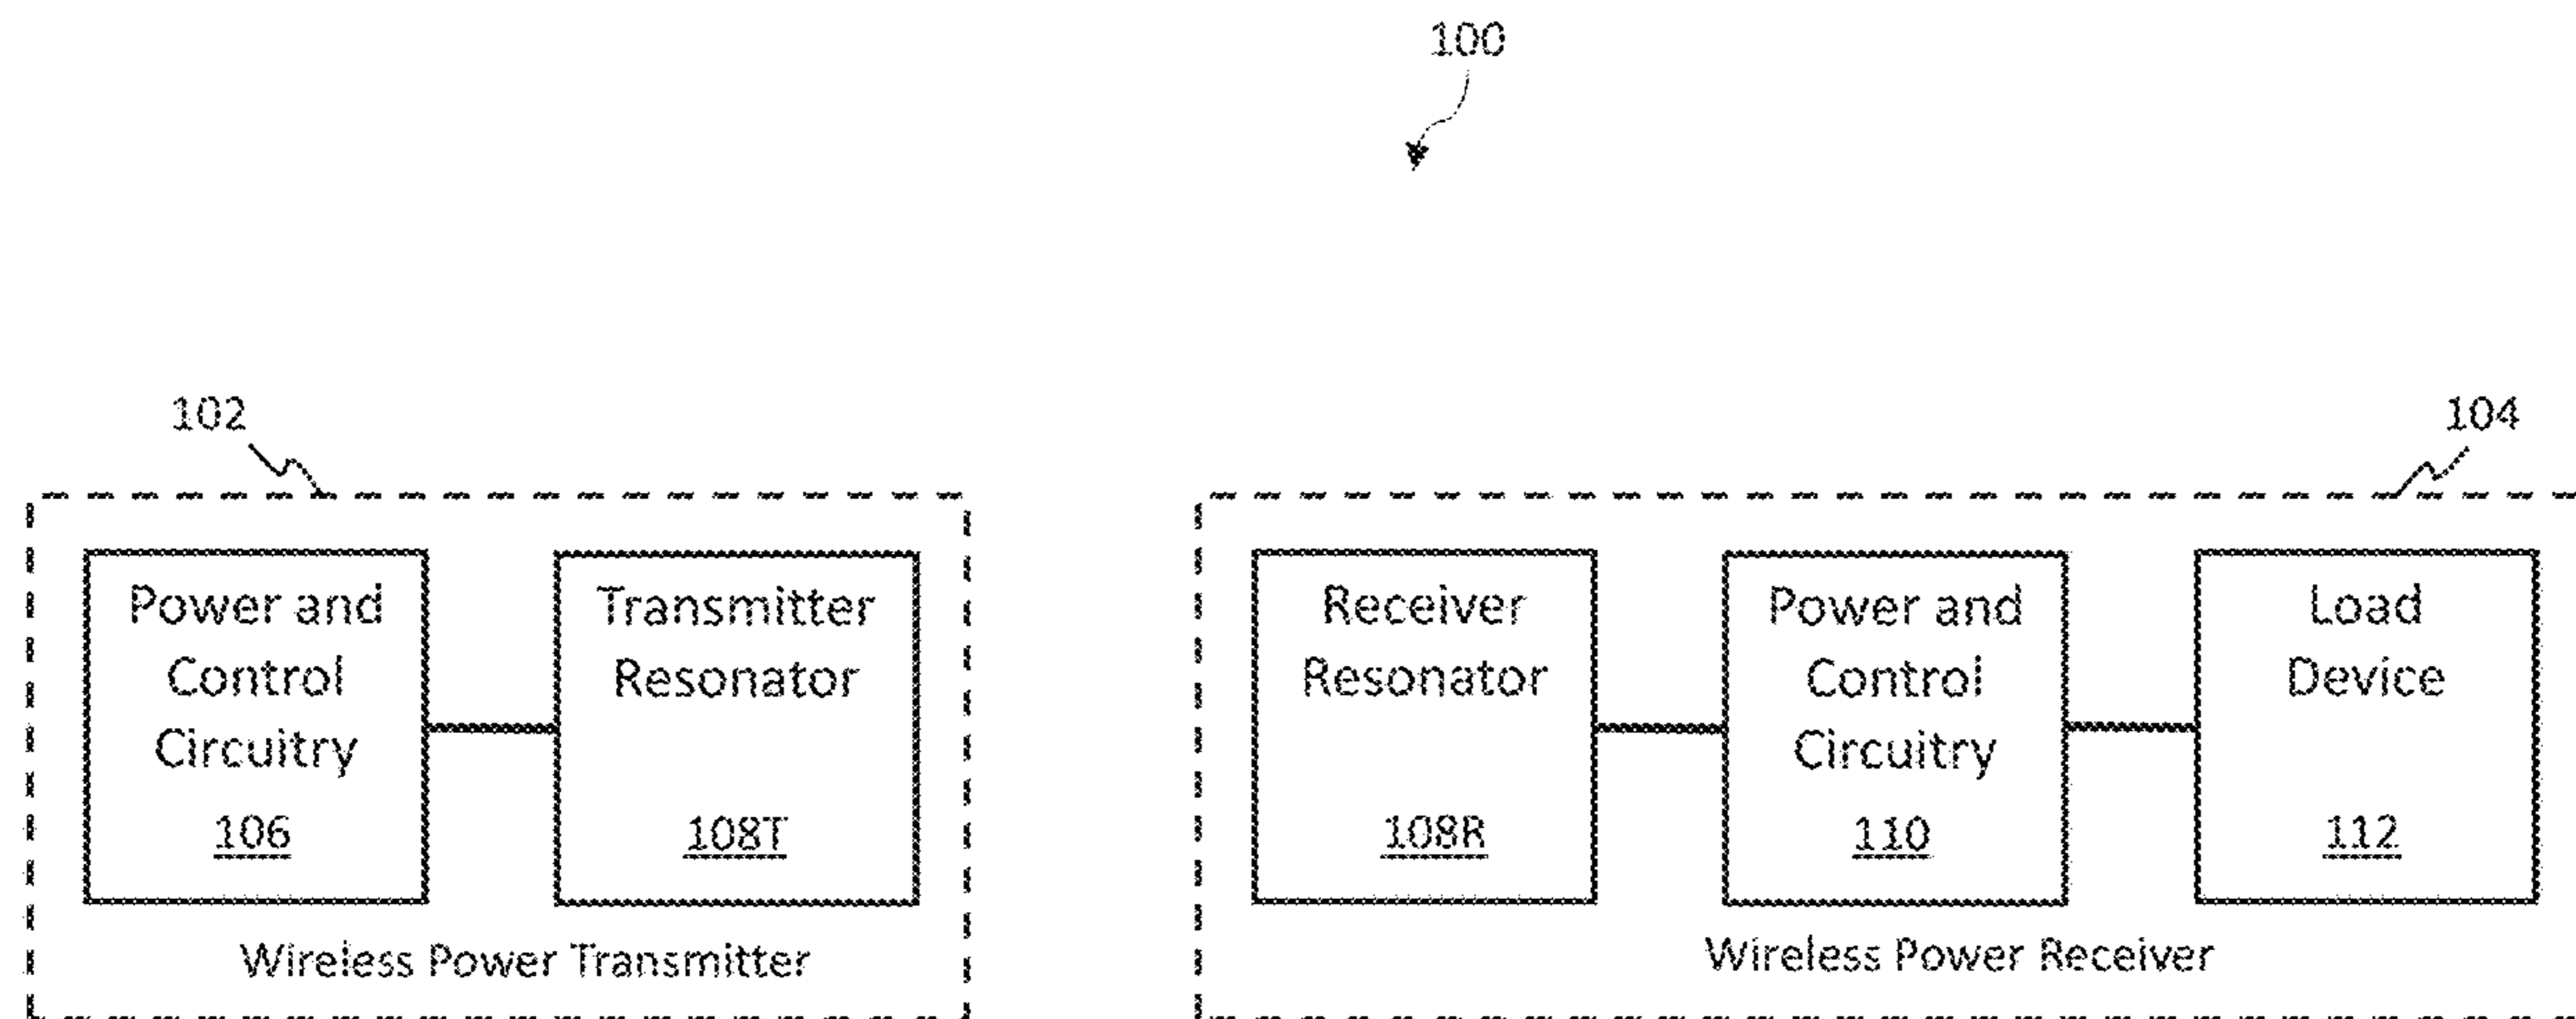 100
102
104
Power and
Control
Circuitry
106
Transmitter
Resonator
108T
Receiver
Resonator
108R
Power and
Control
Circuitry
110
Load
Device
112
Wireless Power Transmitter
Wireless Power Receiver